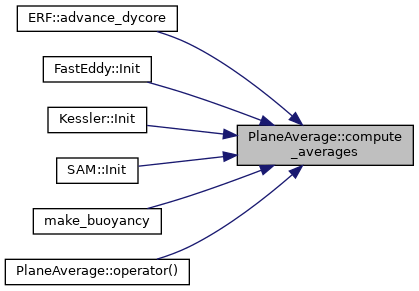 ERF::advance_dycore
FastEddy::Init
Kessler::Init
PlaneAverage::compute
_averages
SAM::Init
make_buoyancy
PlaneAverage::operator()